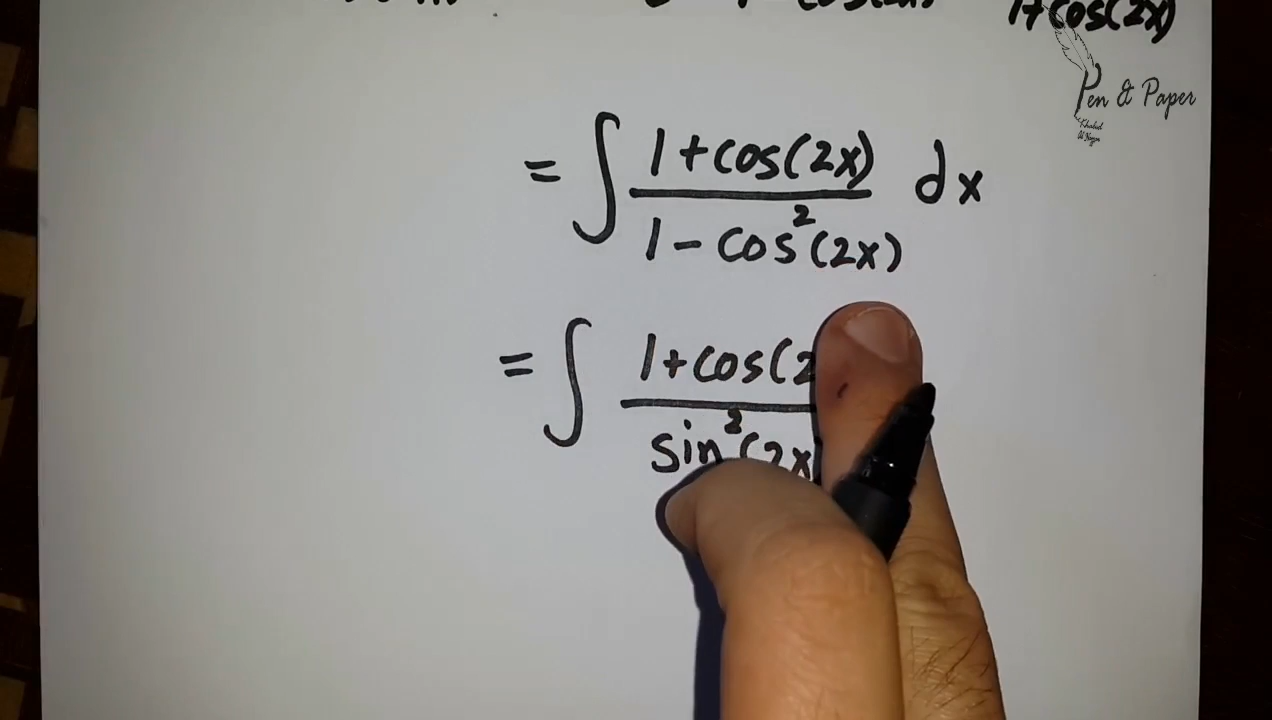 1+cos(2x)
Pen & Paper
= ∫ 1+cos(2x) / 1-cos²(2x) dx
= ∫ 1+cos(2 / sin²(2x